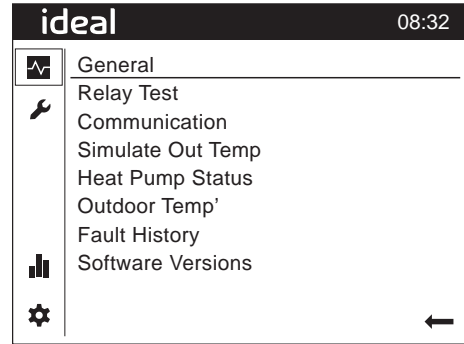 ideal 08:32
General
Relay Test
Communication
Simulate Out Temp
Heat Pump Status
Outdoor Temp'
Fault History
Software Versions